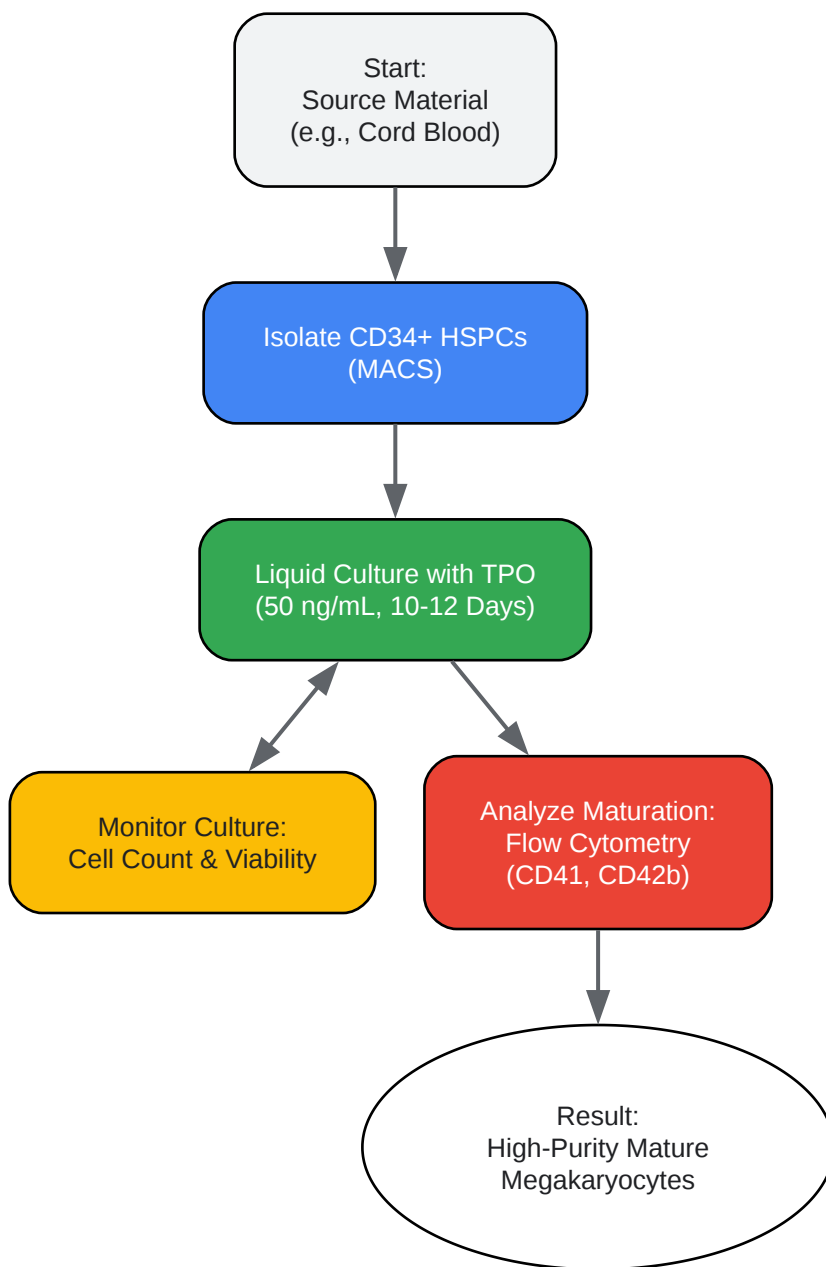 Start:
Source Material
(e.g., Cord Blood)
Isolate CD34+ HSPCs
(MACS)
Liquid Culture with TPO
(50 ng/mL, 10-12 Days)
Monitor Culture:
Cell Count & Viability
Analyze Maturation:
Flow Cytometry
(CD41, CD42b)
Result:
High-Purity Mature
Megakaryocytes